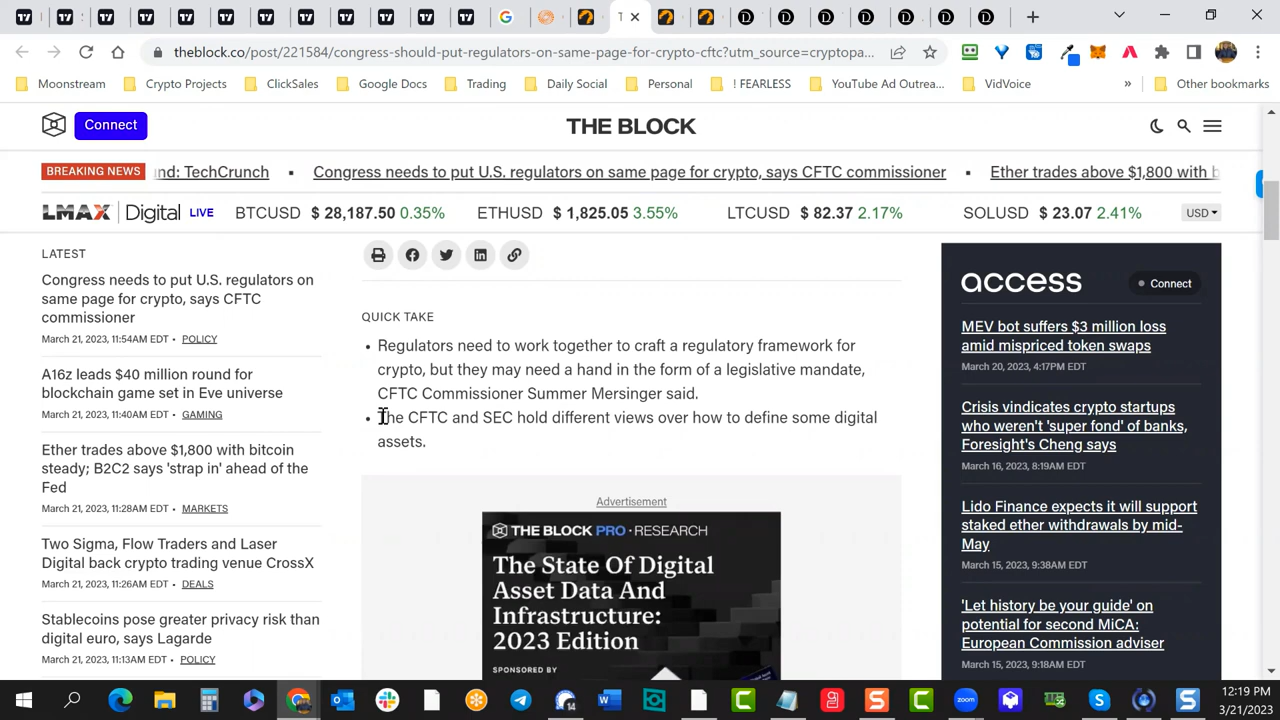 theblock.co/post/221584/congress-should-put-regulators-on-same-page-for-crypto-cftc?utm_source=cryptopa...
Moonstream
Crypto Projects
ClickSales
Google Docs
Trading
Daily Social
Personal
! FEARLESS
YouTube Ad Outrea...
VidVoice
»
Other bookmarks
Connect
THE BLOCK
BREAKING NEWS
nd: TechCrunch ▪ Congress needs to put U.S. regulators on same page for crypto, says CFTC commissioner ▪ Ether trades above $1,800 with b
LMAX Digital LIVE
BTCUSD $ 28,187.50 0.35%
ETHUSD $ 1,825.05 3.55%
LTCUSD $ 82.37 2.17%
SOLUSD $ 23.07 2.41%
USD
LATEST
Congress needs to put U.S. regulators on
same page for crypto, says CFTC
commissioner
March 21, 2023, 11:54AM EDT • POLICY
A16z leads $40 million round for
blockchain game set in Eve universe
March 21, 2023, 11:40AM EDT • GAMING
Ether trades above $1,800 with bitcoin
steady; B2C2 says 'strap in' ahead of the
Fed
March 21, 2023, 11:28AM EDT • MARKETS
Two Sigma, Flow Traders and Laser
Digital back crypto trading venue CrossX
March 21, 2023, 11:26AM EDT • DEALS
Stablecoins pose greater privacy risk than
digital euro, says Lagarde
March 21, 2023, 11:13AM EDT • POLICY
QUICK TAKE
• Regulators need to work together to craft a regulatory framework for
crypto, but they may need a hand in the form of a legislative mandate,
CFTC Commissioner Summer Mersinger said.
• The CFTC and SEC hold different views over how to define some digital
assets.
Advertisement
THE BLOCK PRO • RESEARCH
The State Of Digital
Asset Data And
Infrastructure:
2023 Edition
SPONSORED BY
access
Connect
MEV bot suffers $3 million loss
amid mispriced token swaps
March 20, 2023, 4:17PM EDT
Crisis vindicates crypto startups
who weren't 'super fond' of banks,
Foresight's Cheng says
March 16, 2023, 8:19AM EDT
Lido Finance expects it will support
staked ether withdrawals by mid-
May
March 15, 2023, 9:38AM EDT
'Let history be your guide' on
potential for second MiCA:
European Commission adviser
March 15, 2023, 9:18AM EDT
12:19 PM
3/21/2023